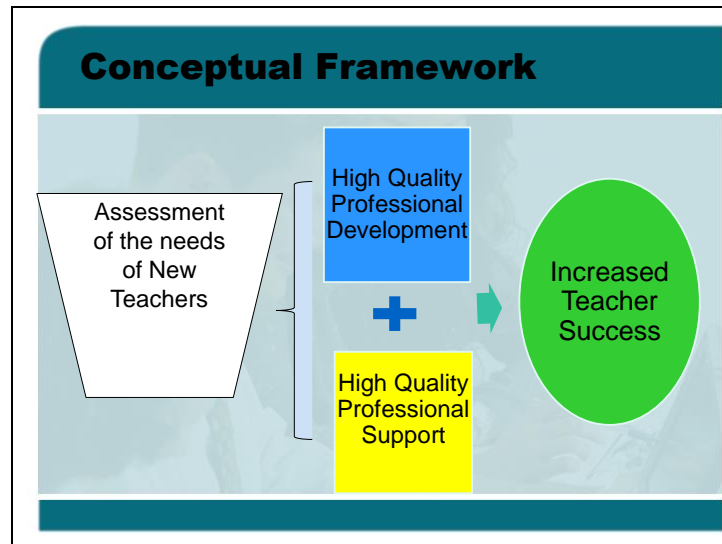 Conceptual Framework
Assessment
of the needs
of New
Teachers
High Quality
Professional
Development
High Quality
Professional
Support
Increased
Teacher
Success